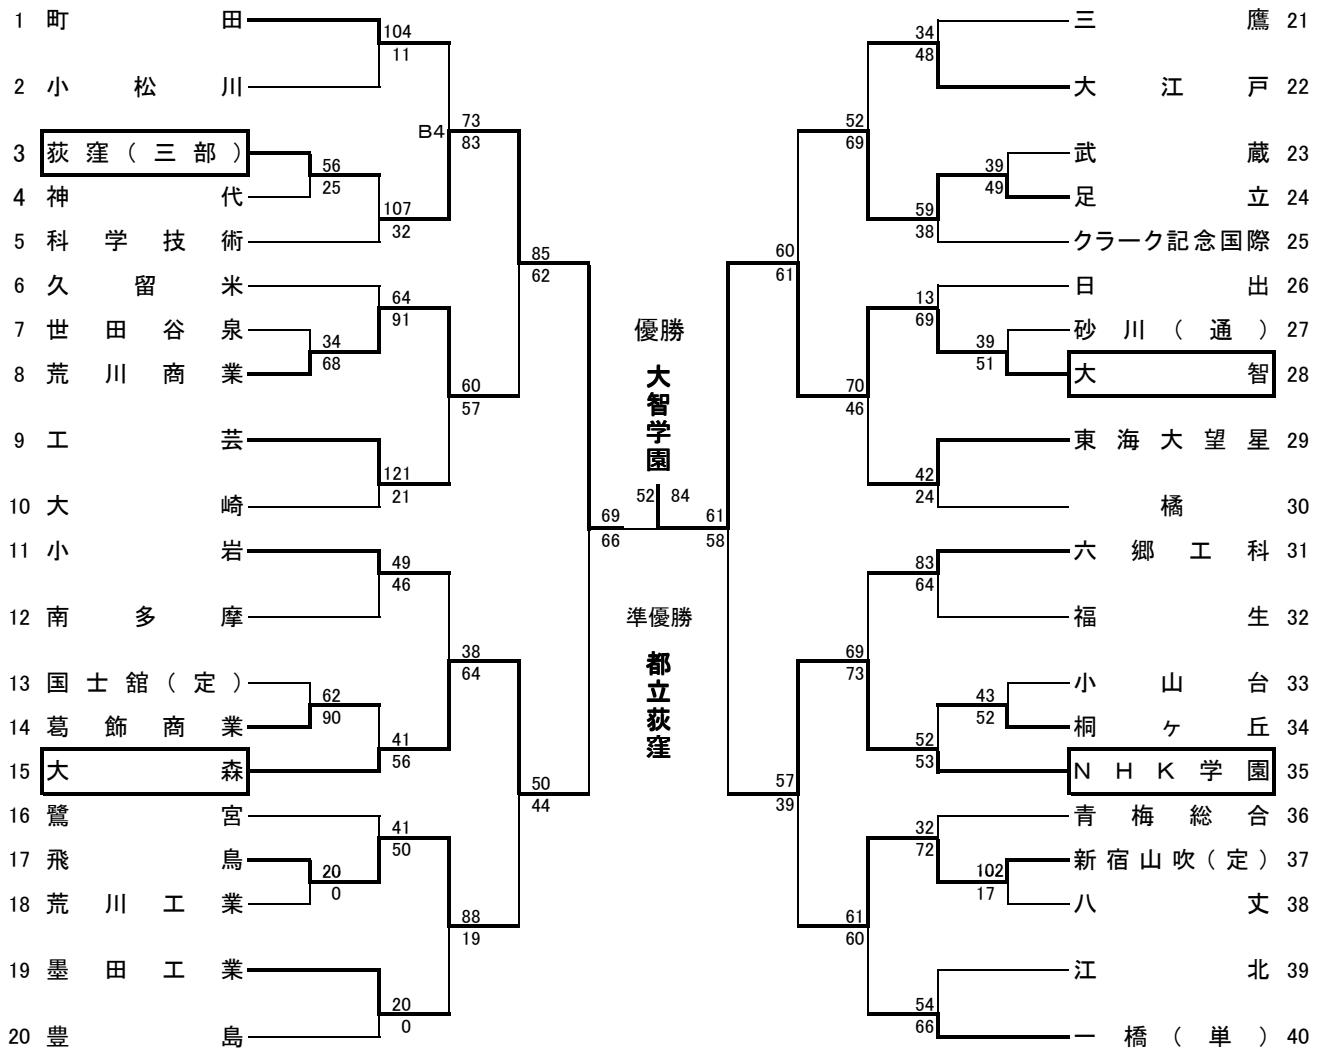 1 町田
104
11
2 小松川
B4
73
83
3 荻窪(三部)
56
25
4 神代
107
32
5 科学技術
85
62
6 久留米
64
91
7 世田谷泉
34
68
8 荒川商業
60
57
9 工芸
121
21
10 大崎
69
66
11 小岩
49
46
12 南多摩
38
64
13 国士舘(定)
62
90
14 葛飾商業
41
56
15 大森
50
44
16 鷺宮
41
50
17 飛鳥
20
0
18 荒川工業
88
19
19 墨田工業
20
0
20 豊島
優勝
大智学園
52 84
準優勝
都立荻窪
三鷹 21
34
48
大江戸 22
52
69
武蔵 23
39
49
足立 24
59
38
クラーク記念国際 25
60
61
日出 26
13
69
砂川(通) 27
39
51
大智 28
70
46
東海大望星 29
42
24
橘 30
61
58
六郷工科 31
83
64
福生 32
69
73
小山台 33
43
52
桐ヶ丘 34
52
53
NHK学園 35
57
39
青梅総合 36
32
72
新宿山吹(定) 37
102
17
八丈 38
61
60
江北 39
54
66
一橋(単) 40